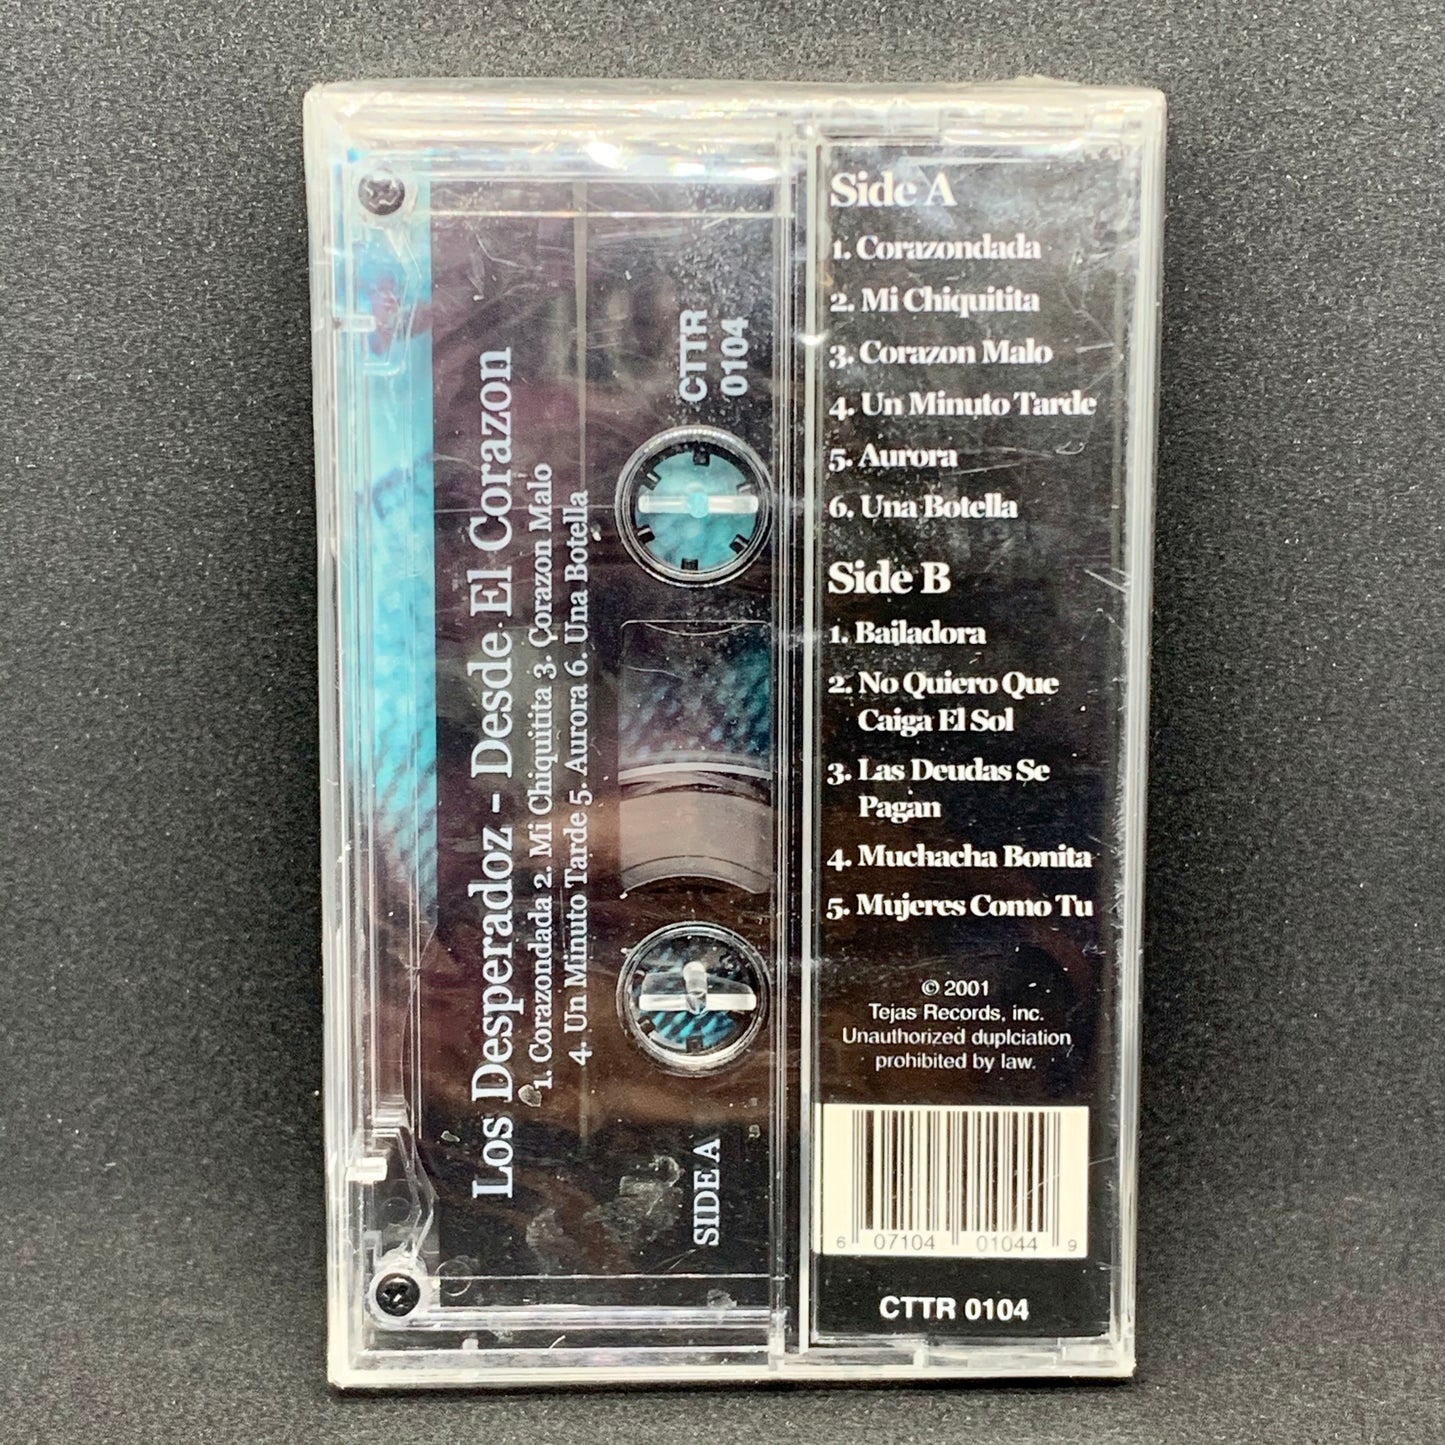 Los Desperadoz - Desde El Corazon
1. Corazondada 2. Mi Chiquitita 3. Corazon Malo
4. Un Minuto Tarde 5. Aurora 6. Una Botella
CTTR
0104
SIDE A
Side A
1. Corazondada
2. Mi Chiquitita
3. Corazon Malo
4. Un Minuto Tarde
5. Aurora
6. Una Botella
Side B
1. Bailadora
2. No Quiero Que
Caiga El Sol
3. Las Deudas Se
Pagan
4. Muchacha Bonita
5. Mujeres Como Tu
© 2001
Tejas Records, inc.
Unauthorized duplciation
prohibited by law.
6 07104 01044 9
CTTR 0104